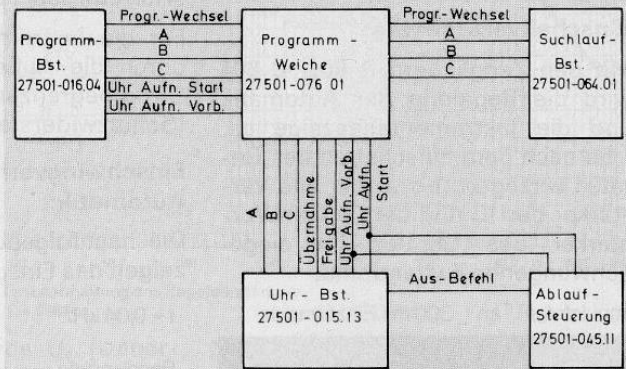 Progr.-Wechsel
Progr.-Wechsel
Programm-
Bst.
27501-016.04
A
B
C
Uhr Aufn. Start
Uhr Aufn. Vorb.
Programm -
Weiche
27501-076 01
A
B
C
Suchlauf-
Bst.
27501-064.01
A
B
C
Übernahme
Freigabe
Uhr Aufn. Vorb.
Uhr Aufn.
Start
Uhr - Bst.
27501-015.13
Aus-Befehl
Ablauf-
Steuerung
27501-045.11